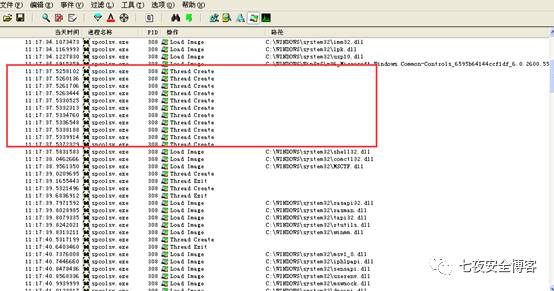 文件(F) 编辑(E) 事件(V) 过滤(L) 工具(T) 选项(O) 帮助(H)
当天时间 进程名称 PID 操作 路径
11:17:34.1073473 spoolsv.exe 308 Load Image C:\WINDOWS\system32\imm32.dll
11:17:34.1169993 spoolsv.exe 308 Load Image C:\WINDOWS\system32\lpk.dll
11:17:34.1227830 spoolsv.exe 308 Load Image C:\WINDOWS\system32\usp10.dll
spoolsv.exe 308 Load Image Windows.Common-Controls_6595b64144ccf1df_6.0.2600.55
11:17:37.5258102 spoolsv.exe 308 Thread Create
11:17:37.5260136 spoolsv.exe 308 Thread Create
11:17:37.5261706 spoolsv.exe 308 Thread Create
11:17:37.5263444 spoolsv.exe 308 Thread Create
11:17:37.5330525 spoolsv.exe 308 Thread Create
11:17:37.5332313 spoolsv.exe 308 Thread Create
11:17:37.5334760 spoolsv.exe 308 Thread Create
11:17:37.5336548 spoolsv.exe 308 Thread Create
11:17:37.5338188 spoolsv.exe 308 Thread Create
11:17:37.5339914 spoolsv.exe 308 Thread Create
11:17:37.5372379 spoolsv.exe 308 Thread Create
11:17:37.5831583 spoolsv.exe 308 Load Image C:\WINDOWS\system32\shell32.dll
11:17:38.0462666 spoolsv.exe 308 Load Image C:\WINDOWS\system32\comctl32.dll
11:17:38.9561350 spoolsv.exe 308 Load Image C:\WINDOWS\system32\MSCTF.dll
11:17:39.0209695 spoolsv.exe 308 Thread Create
11:17:39.1655443 spoolsv.exe 308 Thread Exit
11:17:39.5321496 spoolsv.exe 308 Thread Create
11:17:39.6836912 spoolsv.exe 308 Thread Exit
11:17:39.7971592 spoolsv.exe 308 Load Image C:\WINDOWS\system32\rasapi32.dll
11:17:39.8028985 spoolsv.exe 308 Load Image C:\WINDOWS\system32\rasman.dll
11:17:39.8079335 spoolsv.exe 308 Load Image C:\WINDOWS\system32\tapi32.dll
11:17:39.8242021 spoolsv.exe 308 Load Image C:\WINDOWS\system32\rtutils.dll
11:17:39.8313211 spoolsv.exe 308 Load Image C:\WINDOWS\system32\winmm.dll
11:17:40.5317199 spoolsv.exe 308 Thread Create
11:17:40.6403460 spoolsv.exe 308 Thread Exit
11:17:40.7376808 spoolsv.exe 308 Load Image C:\WINDOWS\system32\msv1_0.dll
11:17:40.7446660 spoolsv.exe 308 Load Image C:\WINDOWS\system32\iphlpapi.dll
11:17:40.8478436 spoolsv.exe 308 Load Image C:\WINDOWS\system32\sensapi.dll
11:17:40.8568336 spoolsv.exe 308 Load Image C:\WINDOWS\system32\userenv.dll
11:17:40.9939999 spoolsv.exe 308 Load Image C:\WINDOWS\system32\mswsock.dll
七夜安全博客